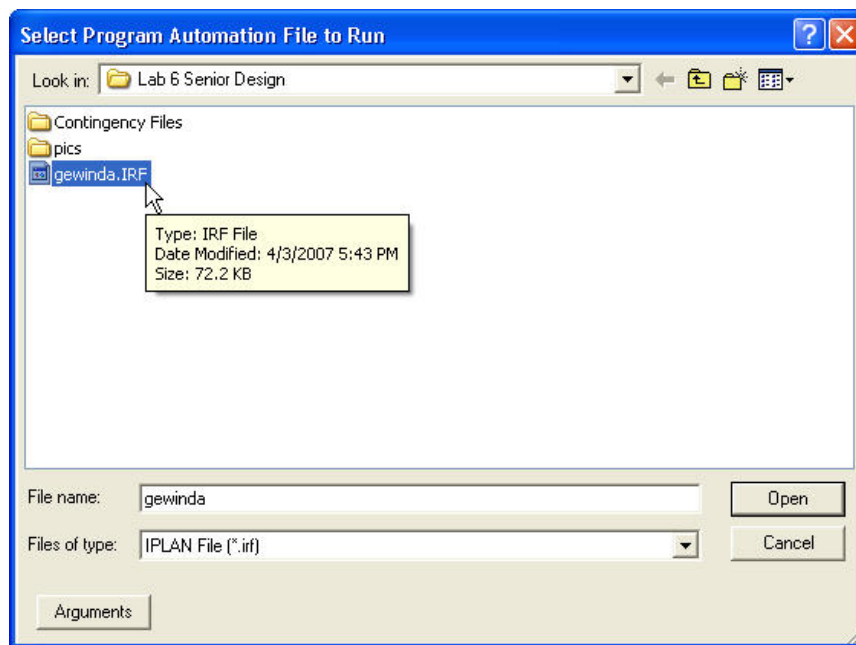 Select Program Automation File to Run
Look in: Lab 6 Senior Design
Contingency Files
pics
gewinda.IRF
Type: IRF File
Date Modified: 4/3/2007 5:43 PM
Size: 72.2 KB
File name: gewinda Open
Files of type: IPLAN File (*.irf) Cancel
Arguments